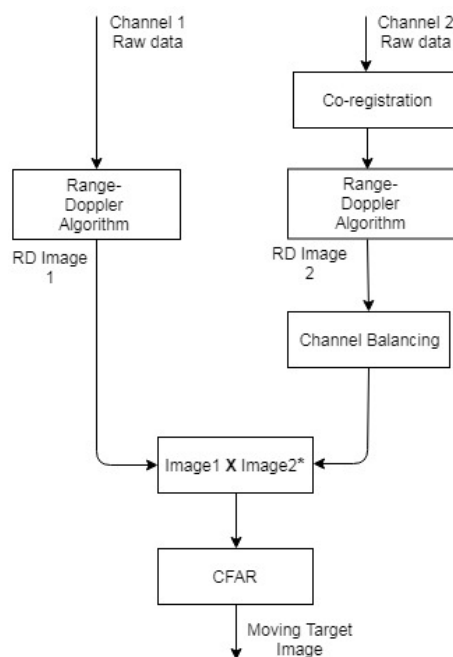 Channel 1
Raw data
Channel 2
Raw data
Co-registration
Range-
Doppler
Algorithm
Range-
Doppler
Algorithm
RD Image
1
RD Image
2
Channel Balancing
Image1 X Image2*
CFAR
Moving Target
Image